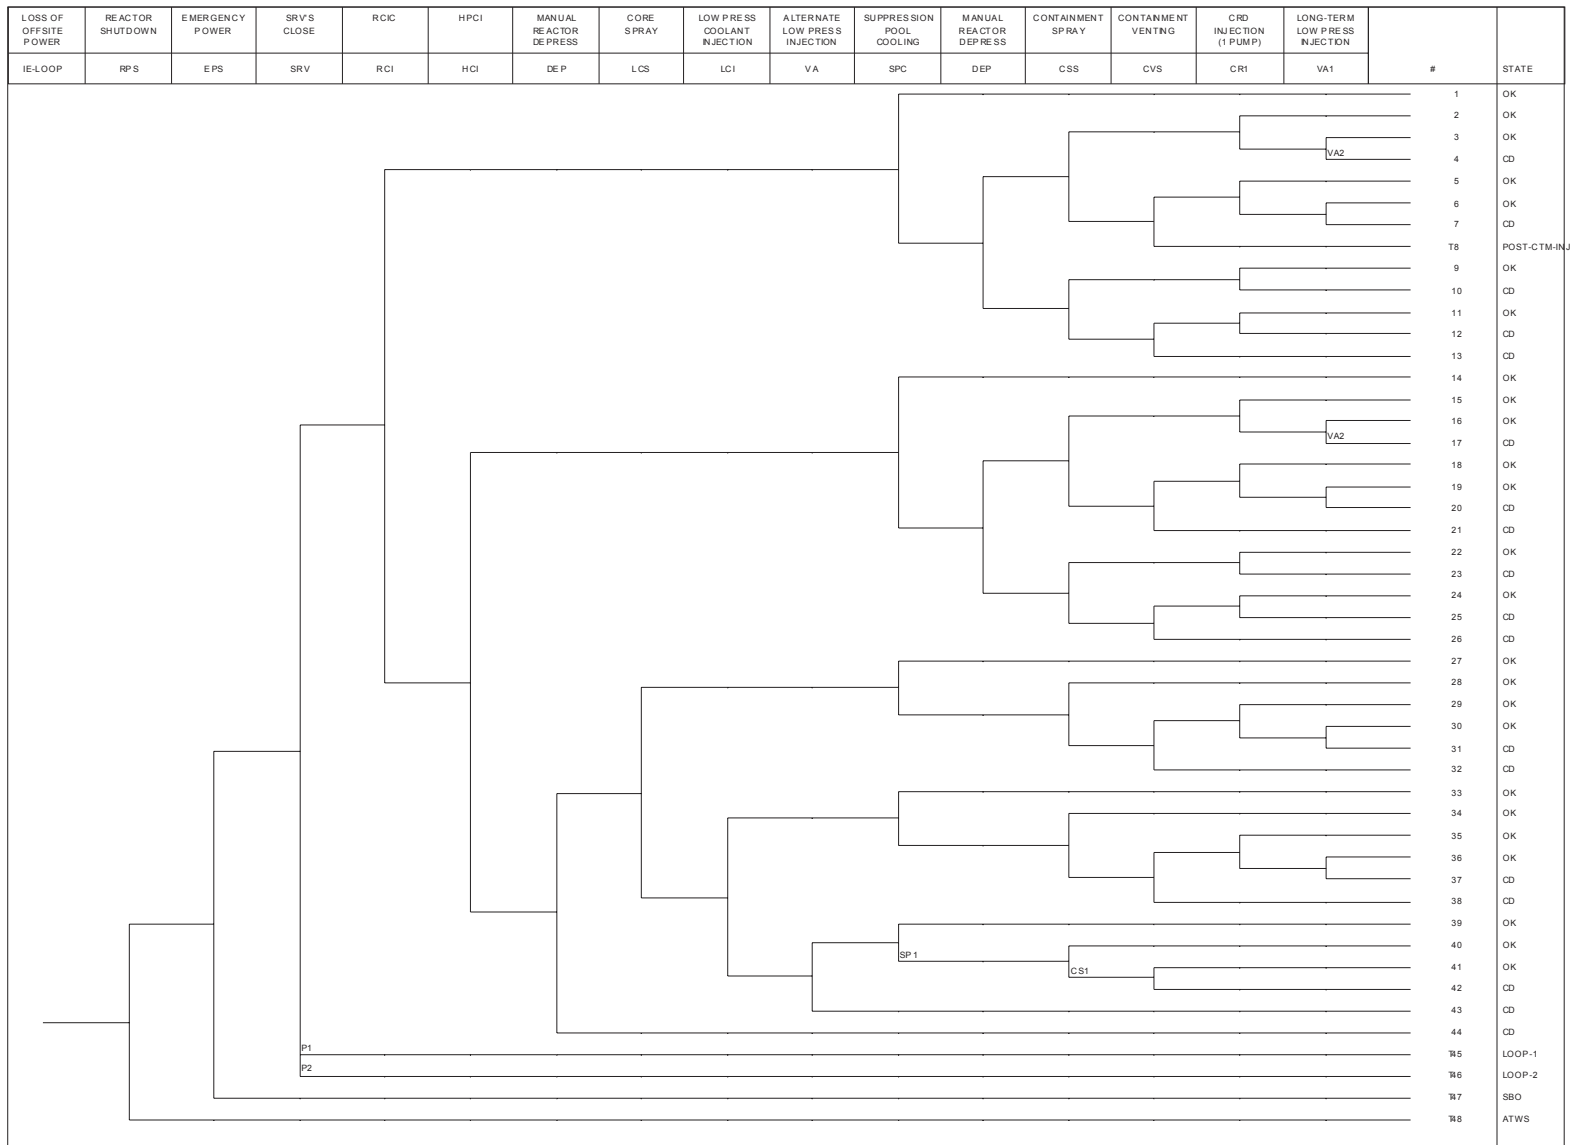 LOSS OF OFFSITE POWER
REACTOR SHUTDOWN
EMERGENCY POWER
SRV'S CLOSE
RCIC
HPCI
MANUAL REACTOR DEPRESS
CORE SPRAY
LOW PRESS COOLANT INJECTION
ALTERNATE LOW PRESS INJECTION
SUPPRESSION POOL COOLING
MANUAL REACTOR DEPRESS
CONTAINMENT SPRAY
CONTAINMENT VENTING
CRD INJECTION (1 PUMP)
LONG-TERM LOW PRESS INJECTION
IE-LOOP RPS EPS SRV RCI HCI DEP LCS LCI VA SPC DEP CSS CVS CR1 VA1 # STATE
1 OK
2 OK
3 OK
VA2
4 CD
5 OK
6 OK
7 CD
T8 POST-CTM-INJ
9 OK
10 CD
11 OK
12 CD
13 CD
14 OK
15 OK
16 OK
VA2
17 CD
18 OK
19 OK
20 CD
21 CD
22 OK
23 CD
24 OK
25 CD
26 CD
27 OK
28 OK
29 OK
30 OK
31 CD
32 CD
33 OK
34 OK
35 OK
36 OK
37 CD
38 CD
39 OK
40 OK
SP1
41 OK
CS1
42 CD
43 CD
44 CD
P1
T45 LOOP-1
P2
T46 LOOP-2
T47 SBO
T48 ATWS